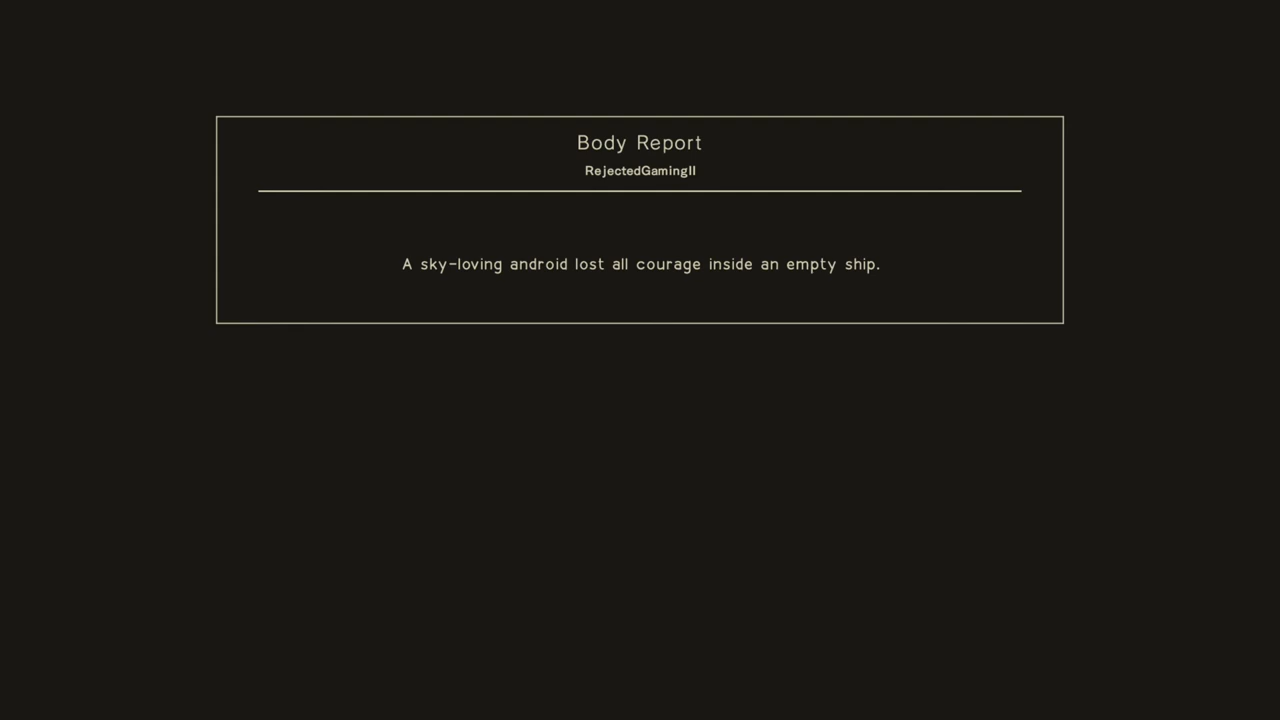 Body Report
RejectedGamingII
A sky-loving android lost all courage inside an empty ship.